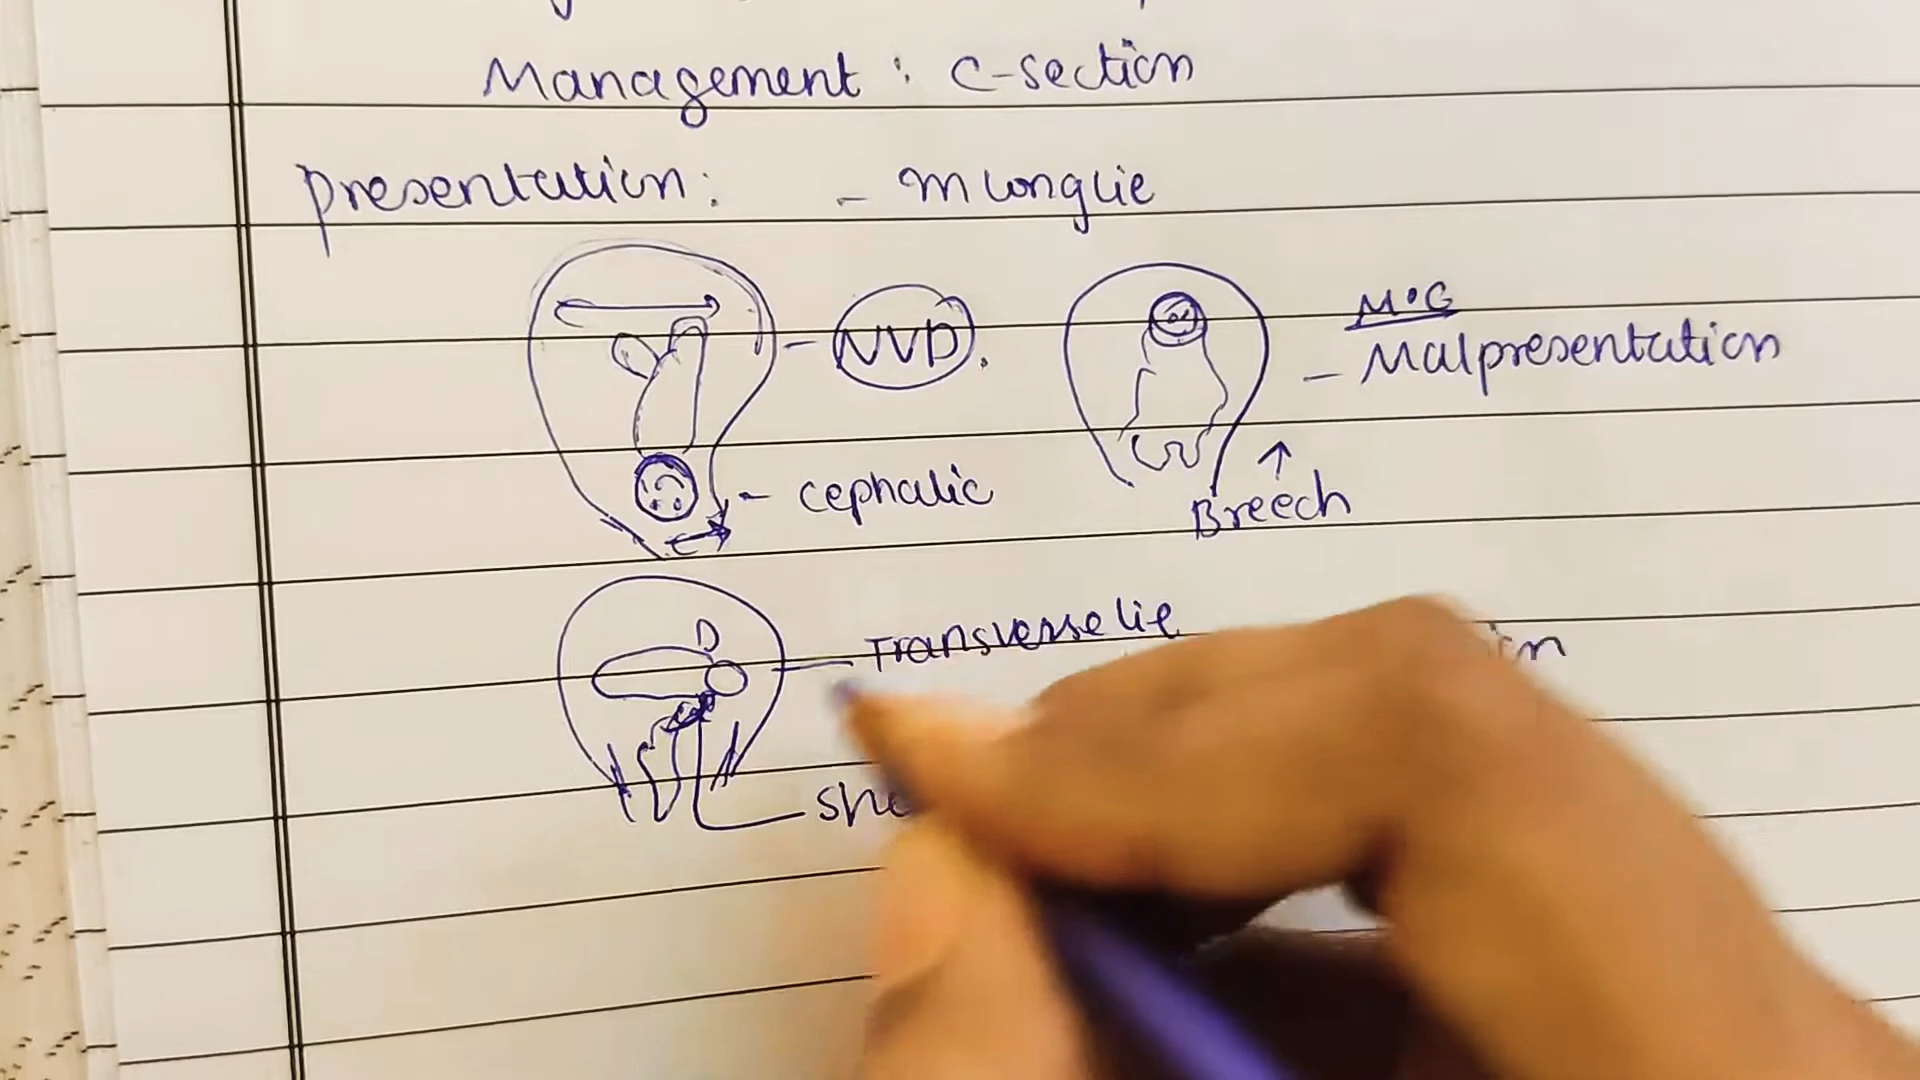 Management : C-section
presentation: - m longlie
NVD.
M.C
- Malpresentation
- cephalic
Breech
D
Transverse lie